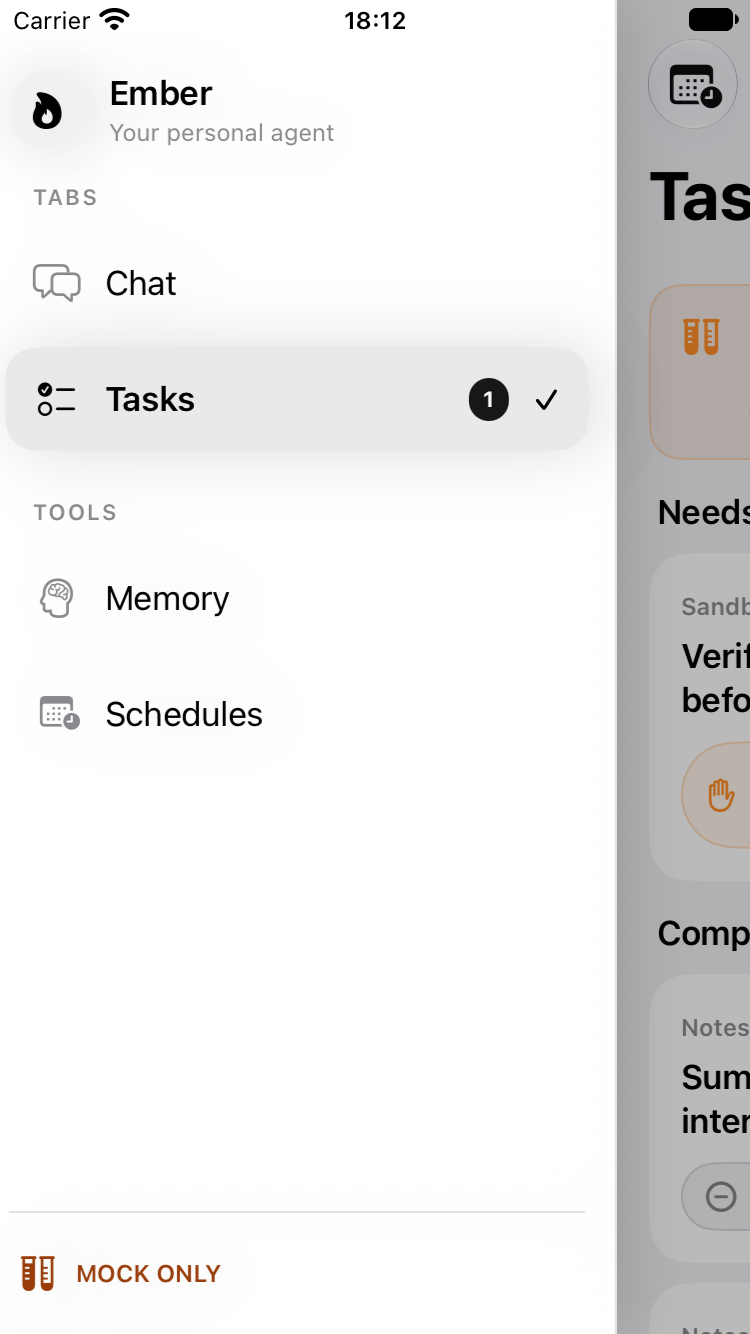 Carrier 18:12
Ember
Your personal agent
TABS
Chat
Tasks 1
TOOLS
Memory
Schedules
MOCK ONLY
Tas
Needs
Sandb
Verif
befo
Comp
Notes
Sum
inter